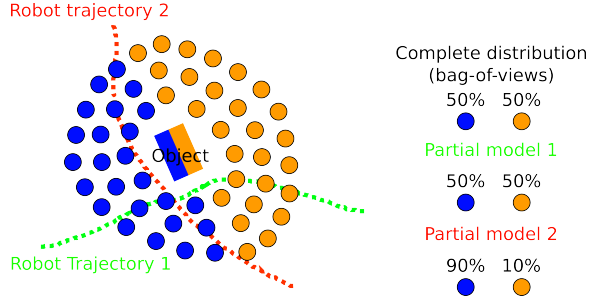 Robot trajectory 2
Object
Robot Trajectory 1
Complete distribution
(bag-of-views)
50% 50%
Partial model 1
50% 50%
Partial model 2
90% 10%